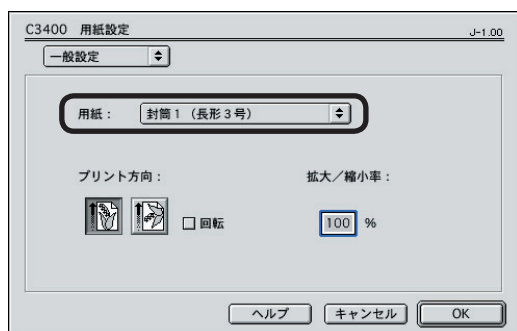 C3400 用紙設定 J-1.00
一般設定
用紙： 封筒1（長形3号）
プリント方向： 拡大／縮小率：
回転 100 %
ヘルプ キャンセル OK